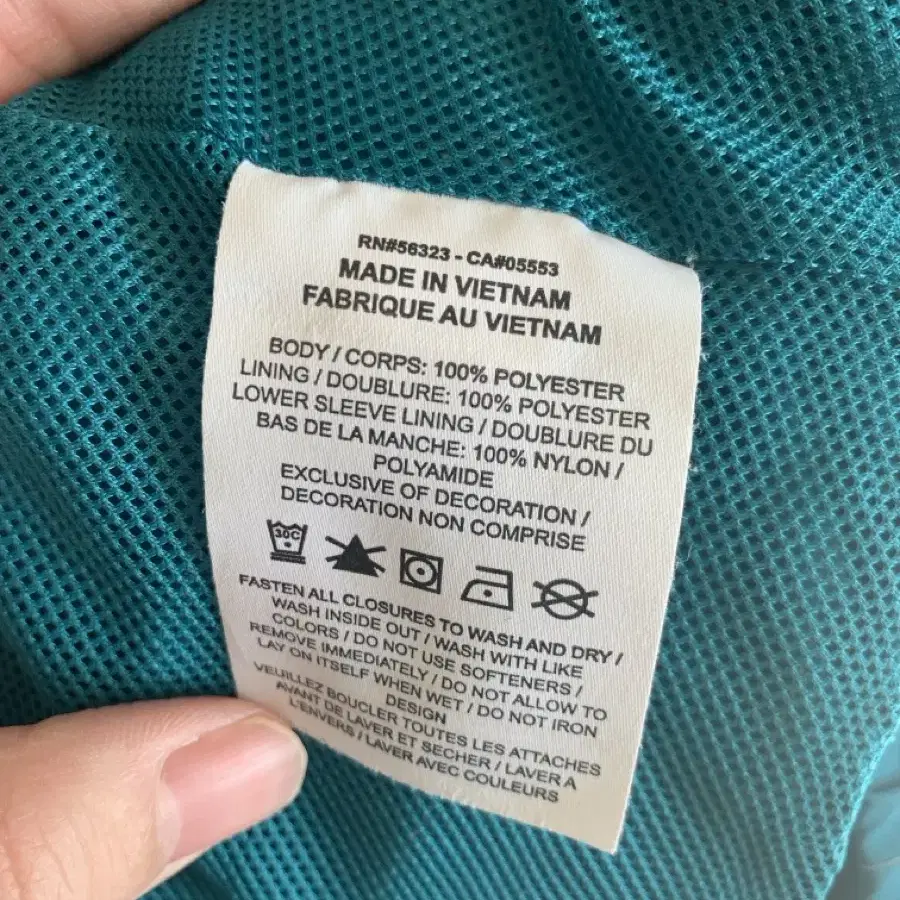 RN#56323 - CA#05553
MADE IN VIETNAM
FABRIQUE AU VIETNAM
BODY / CORPS: 100% POLYESTER
LINING / DOUBLURE: 100% POLYESTER
LOWER SLEEVE LINING / DOUBLURE DU
BAS DE LA MANCHE: 100% NYLON /
POLYAMIDE
EXCLUSIVE OF DECORATION /
DECORATION NON COMPRISE
30C
FASTEN ALL CLOSURES TO WASH AND DRY /
WASH INSIDE OUT / WASH WITH LIKE
COLORS / DO NOT USE SOFTENERS /
REMOVE IMMEDIATELY / DO NOT ALLOW TO
LAY ON ITSELF WHEN WET / DO NOT IRON
DESIGN
VEUILLEZ BOUCLER TOUTES LES ATTACHES
AVANT DE LAVER ET SECHER / LAVER A
L'ENVERS / LAVER AVEC COULEURS